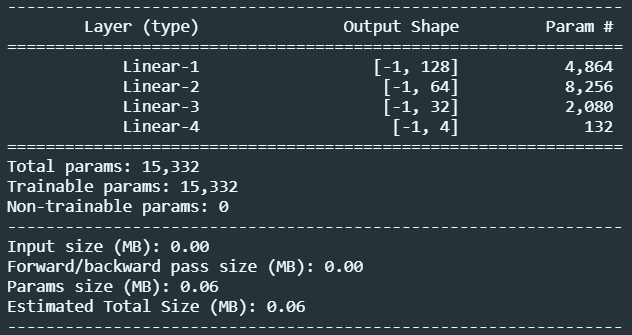 ----------------------------------------------------------------
        Layer (type)               Output Shape         Param #
================================================================
            Linear-1                  [-1, 128]           4,864
            Linear-2                   [-1, 64]           8,256
            Linear-3                   [-1, 32]           2,080
            Linear-4                    [-1, 4]             132
================================================================
Total params: 15,332
Trainable params: 15,332
Non-trainable params: 0
----------------------------------------------------------------
Input size (MB): 0.00
Forward/backward pass size (MB): 0.00
Params size (MB): 0.06
Estimated Total Size (MB): 0.06
----------------------------------------------------------------